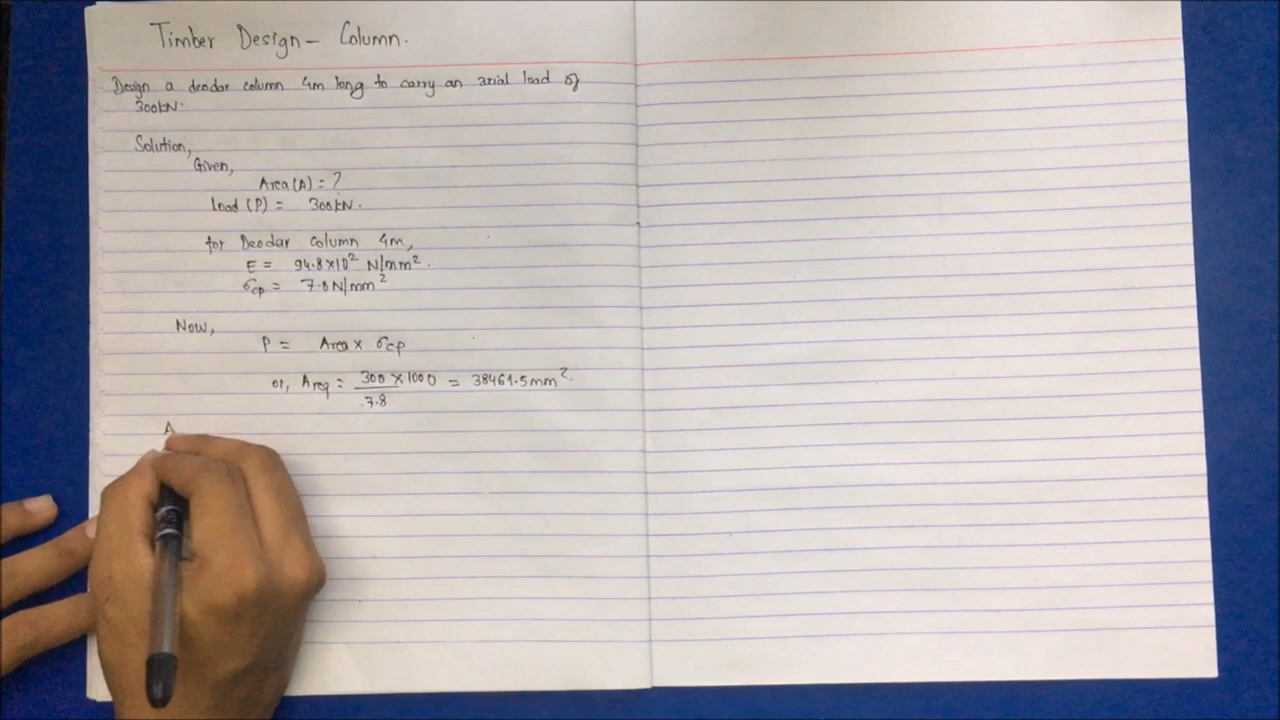 Timber Design - Column.
Design a deodar column 4m long to carry an axial load of
300kN.
Solution,
Given,
Area (A) = ?
load (P) = 300kN.
for Deodar column 4m,
E = 94.8×10² N/mm².
σcp = 7.8 N/mm²
Now,
P = Area × σcp
or, Areq = 300 × 1000 / 7.8 = 38461.5mm².
A